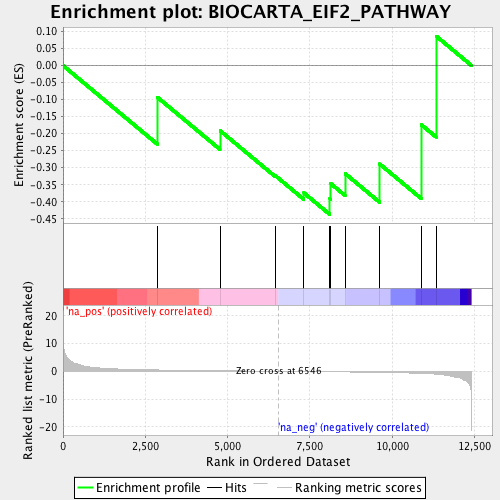 Enrichment plot: BIOCARTA_EIF2_PATHWAY
Enrichment score (ES)
0.10
0.05
0.00
-0.05
-0.10
-0.15
-0.20
-0.25
-0.30
-0.35
-0.40
-0.45
'na_pos' (positively correlated)
Ranked list metric (PreRanked)
20
10
0
-10
-20
Zero cross at 6546
'na_neg' (negatively correlated)
0 2,500 5,000 7,500 10,000 12,500
Rank in Ordered Dataset
Enrichment profile Hits Ranking metric scores